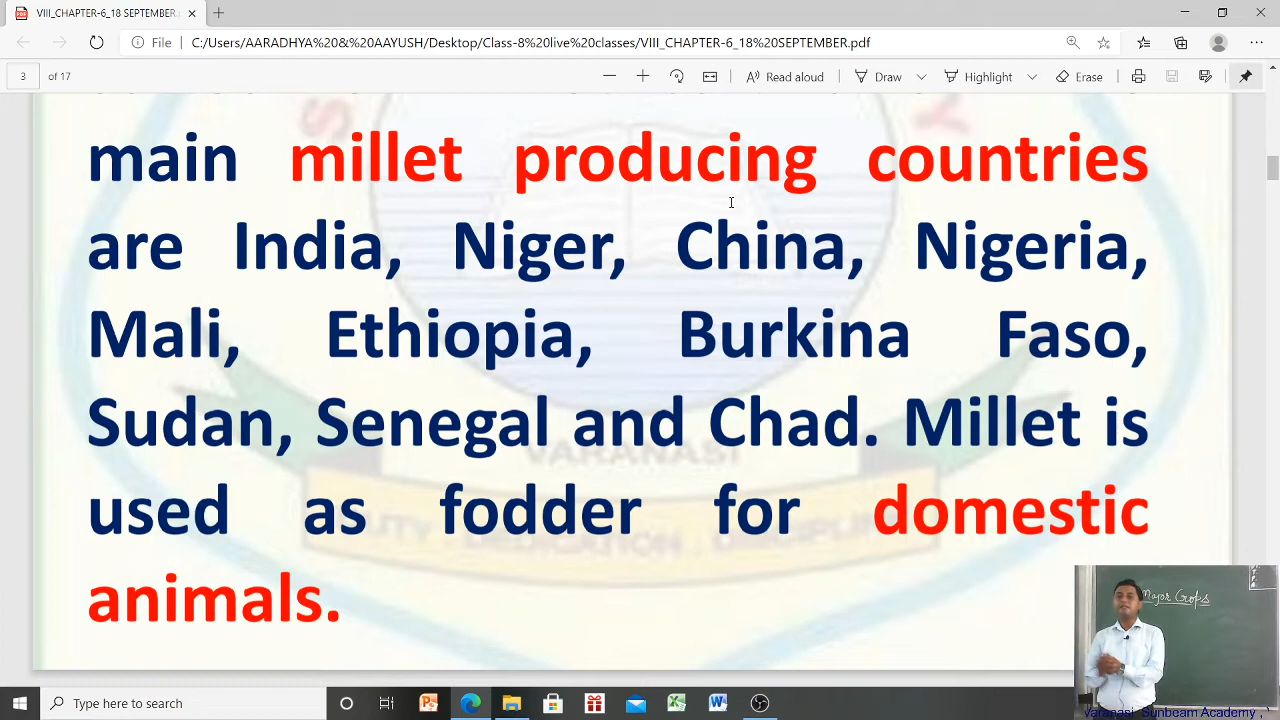 VIII_CHAPTER-6_18 SEPTEMBER.
File C:/Users/AARADHYA%20&%20AAYUSH/Desktop/Class-8%20live%20classes/VIII_CHAPTER-6_18%20SEPTEMBER.pdf
3 of 17 Read aloud Draw Highlight Erase
main millet producing countries
are India, Niger, China, Nigeria,
Mali, Ethiopia, Burkina Faso,
Sudan, Senegal and Chad. Millet is
used as fodder for domestic
animals.
VARANASI
Major Crops
Type here to search
Varanasi, Sunbeam Academy,